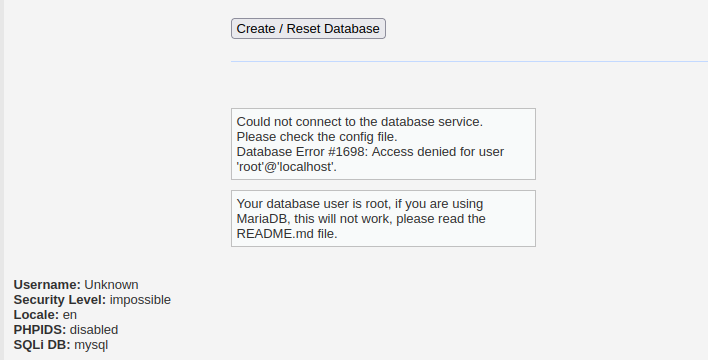 Create / Reset Database
Could not connect to the database service.
Please check the config file.
Database Error #1698: Access denied for user
'root'@'localhost'.
Your database user is root, if you are using
MariaDB, this will not work, please read the
README.md file.
Username: Unknown
Security Level: impossible
Locale: en
PHPIDS: disabled
SQLi DB: mysql